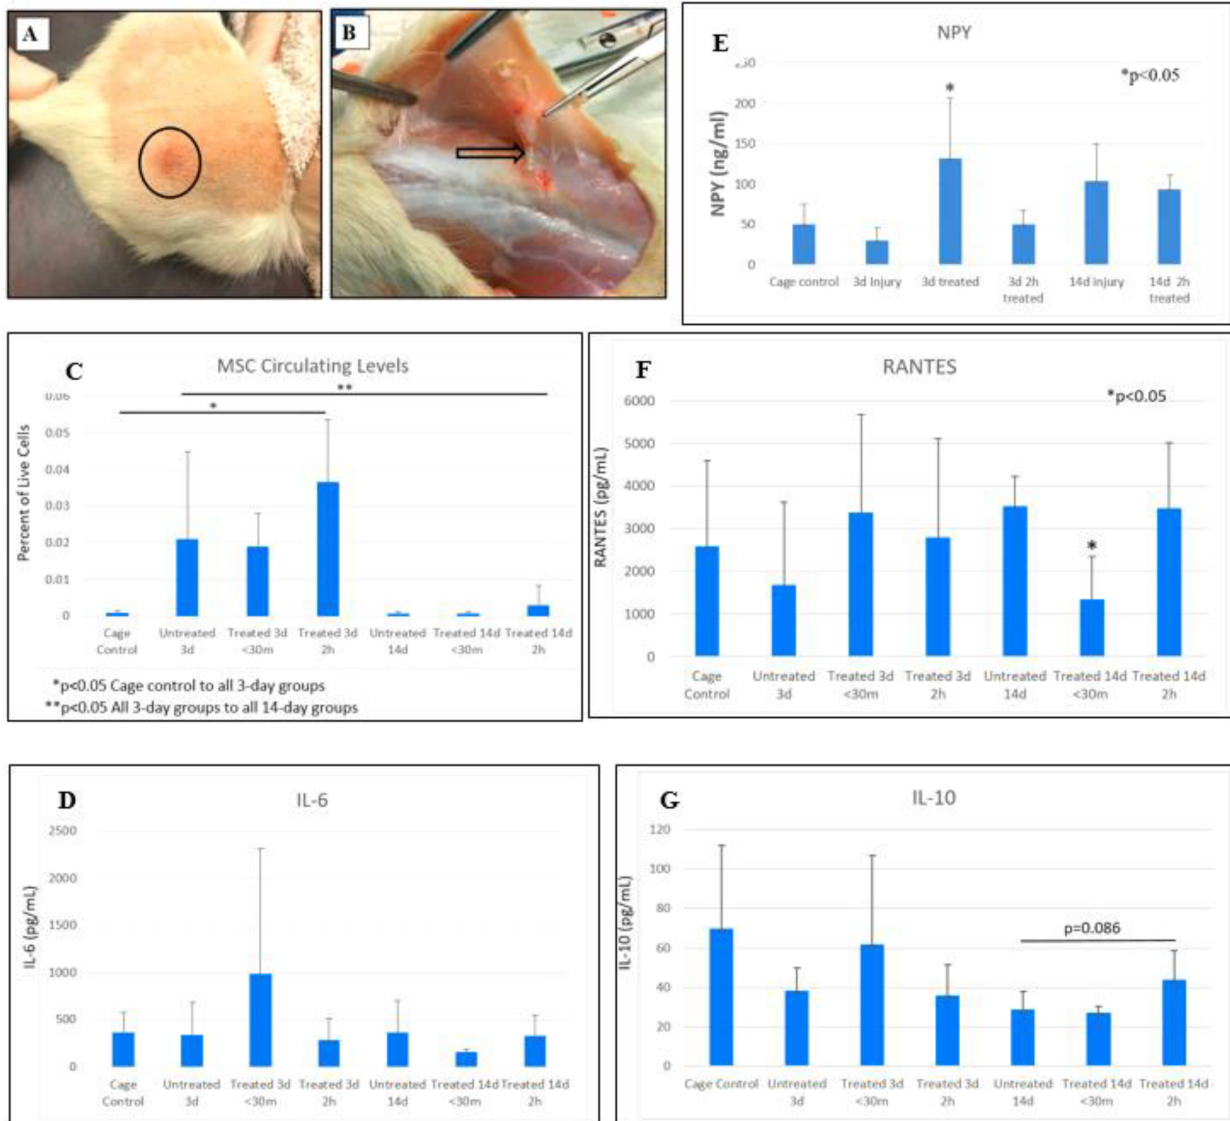 A
B
E
NPY
*p<0.05
NPY (ng/ml)
200
150
100
50
0
*
Cage control
3d Injury
3d treated
3d 2h treated
14d injury
14d 2h treated
C
MSC Circulating Levels
Percent of Live Cells
0.06
0.05
0.04
0.03
0.02
0.01
0
*
**
Cage Control
Untreated 3d
Treated 3d <30m
Treated 3d 2h
Untreated 14d
Treated 14d <30m
Treated 14d 2h
*p<0.05 Cage control to all 3-day groups
**p<0.05 All 3-day groups to all 14-day groups
F
RANTES
*p<0.05
RANTES (pg/mL)
6000
5000
4000
3000
2000
1000
0
*
Cage Control
Untreated 3d
Treated 3d <30m
Treated 3d 2h
Untreated 14d
Treated 14d <30m
Treated 14d 2h
D
IL-6
IL-6 (pg/mL)
2500
2000
1500
1000
500
0
Cage Control
Untreated 3d
Treated 3d <30m
Treated 3d 2h
Untreated 14d
Treated 14d <30m
Treated 14d 2h
G
IL-10
IL-10 (pg/mL)
120
100
80
60
40
20
0
p=0.086
Cage Control
Untreated 3d
Treated 3d <30m
Treated 3d 2h
Untreated 14d
Treated 14d <30m
Treated 14d 2h